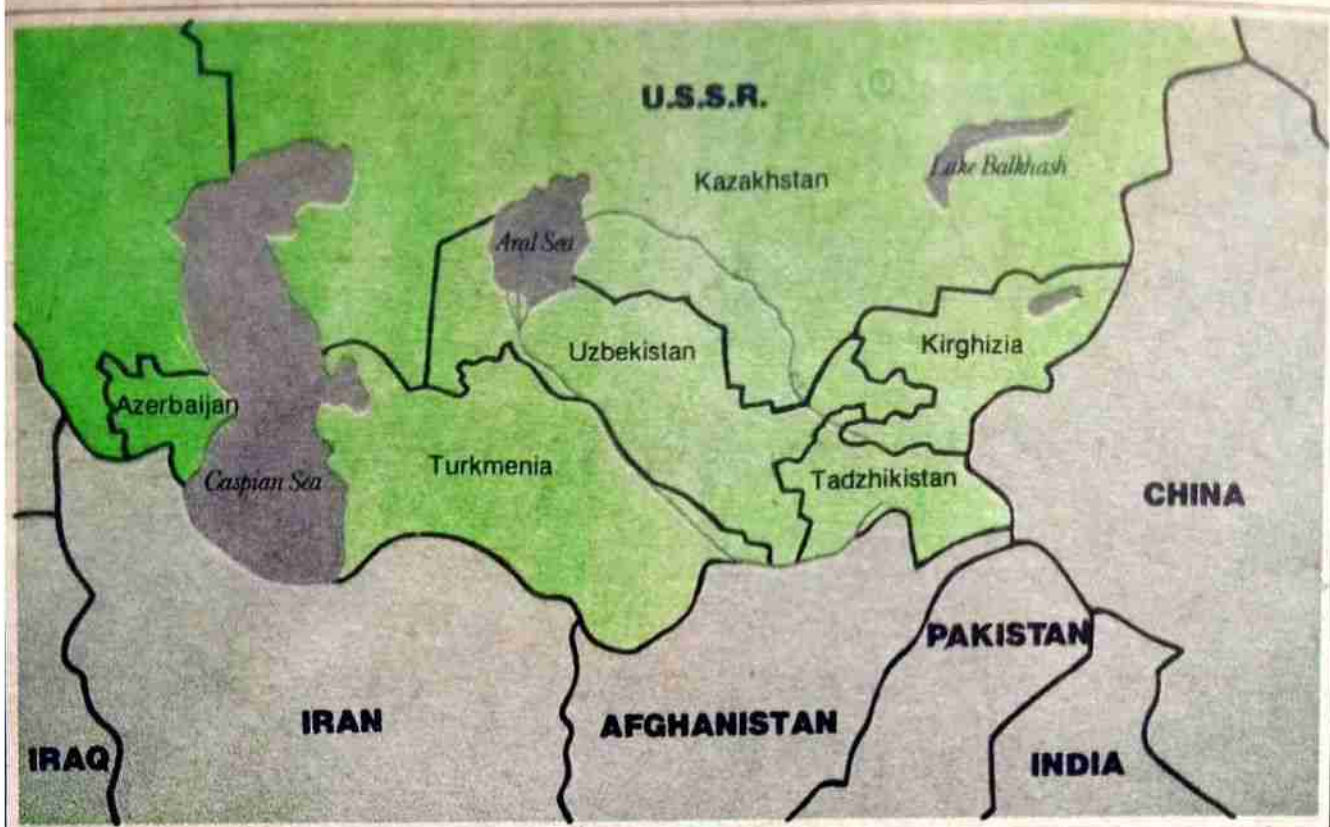 U.S.S.R.
Kazakhstan
Lake Balkhash
Aral Sea
Uzbekistan
Kirghizia
Azerbaijan
Turkmenia
Caspian Sea
Tadzhikistan
CHINA
PAKISTAN
IRAN
AFGHANISTAN
IRAQ
INDIA